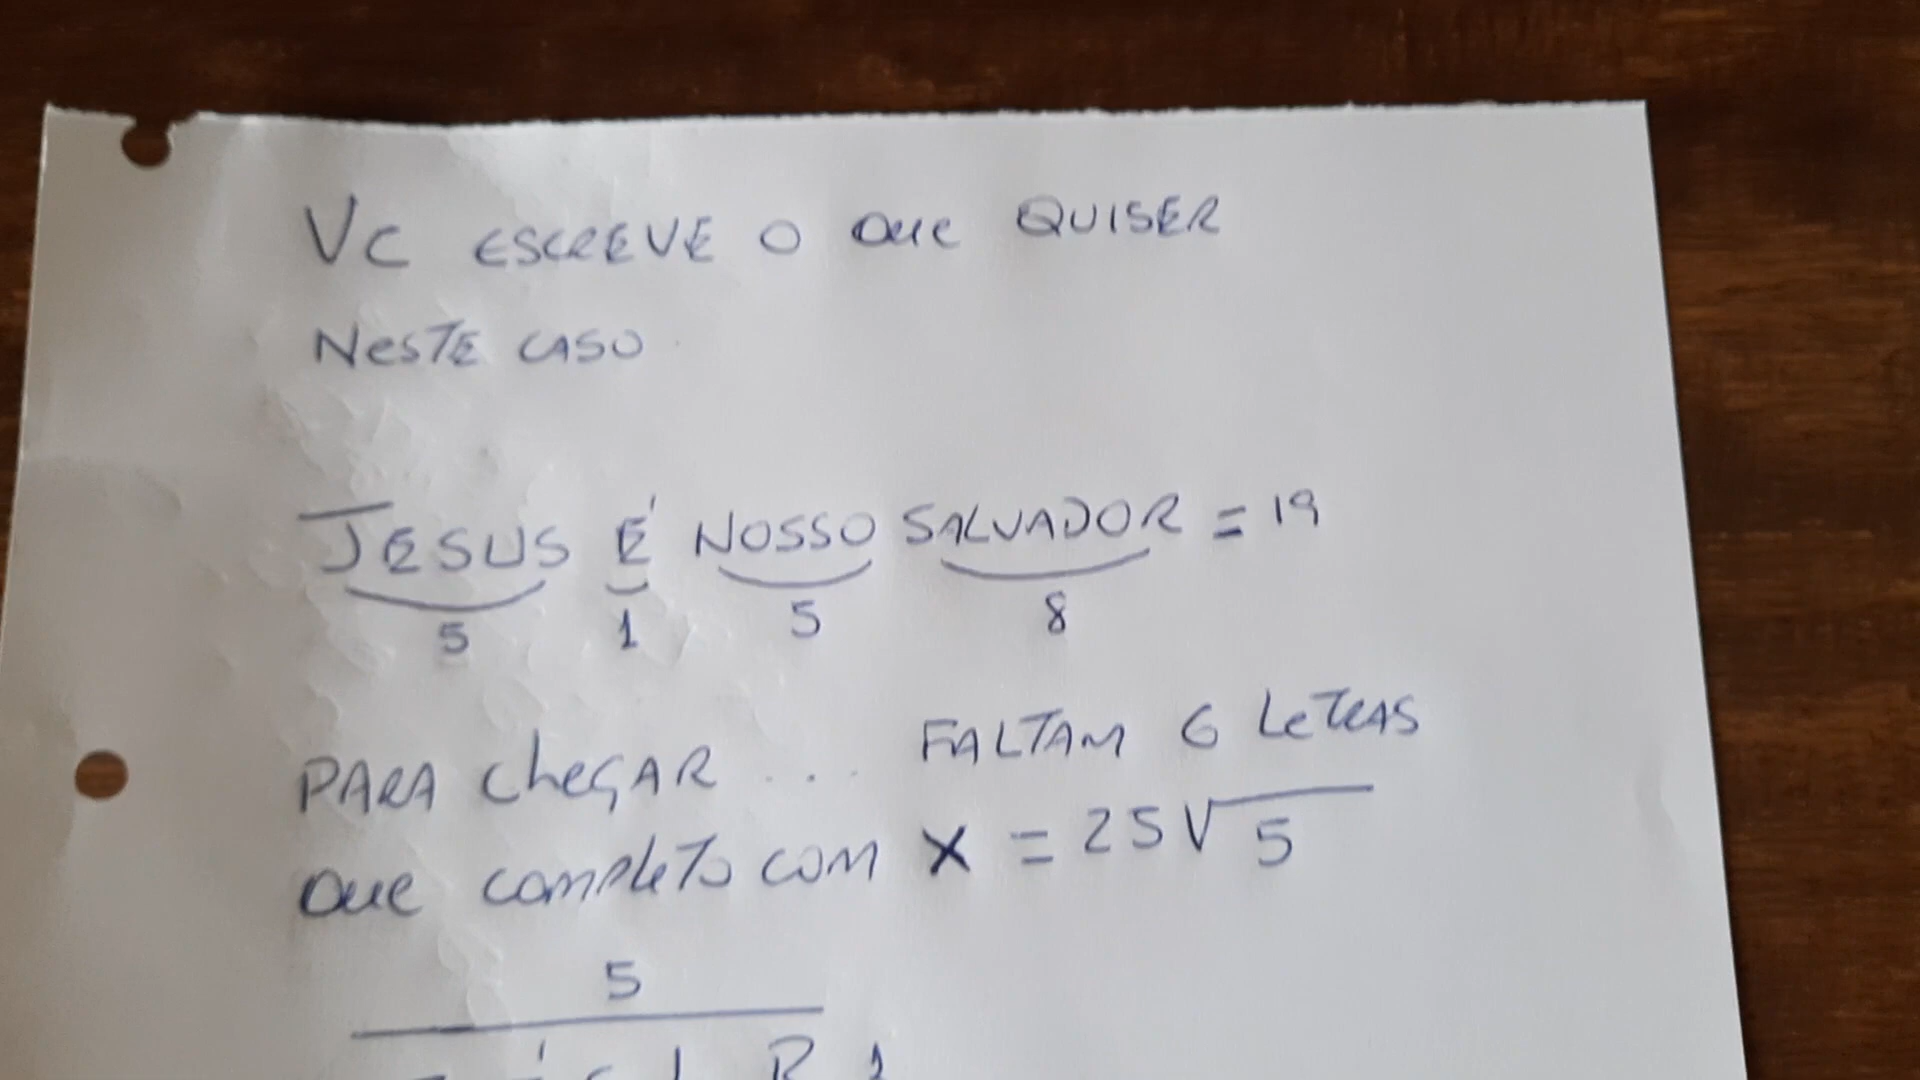 Vc ESCREVE O QUE QUISER
NESTE CASO
JESUS É NOSSO SALVADOR = 19
5 1 5 8
PARA CHEGAR ... FALTAM 6 LETRAS
QUE COMPLETO COM X = 25√5
5